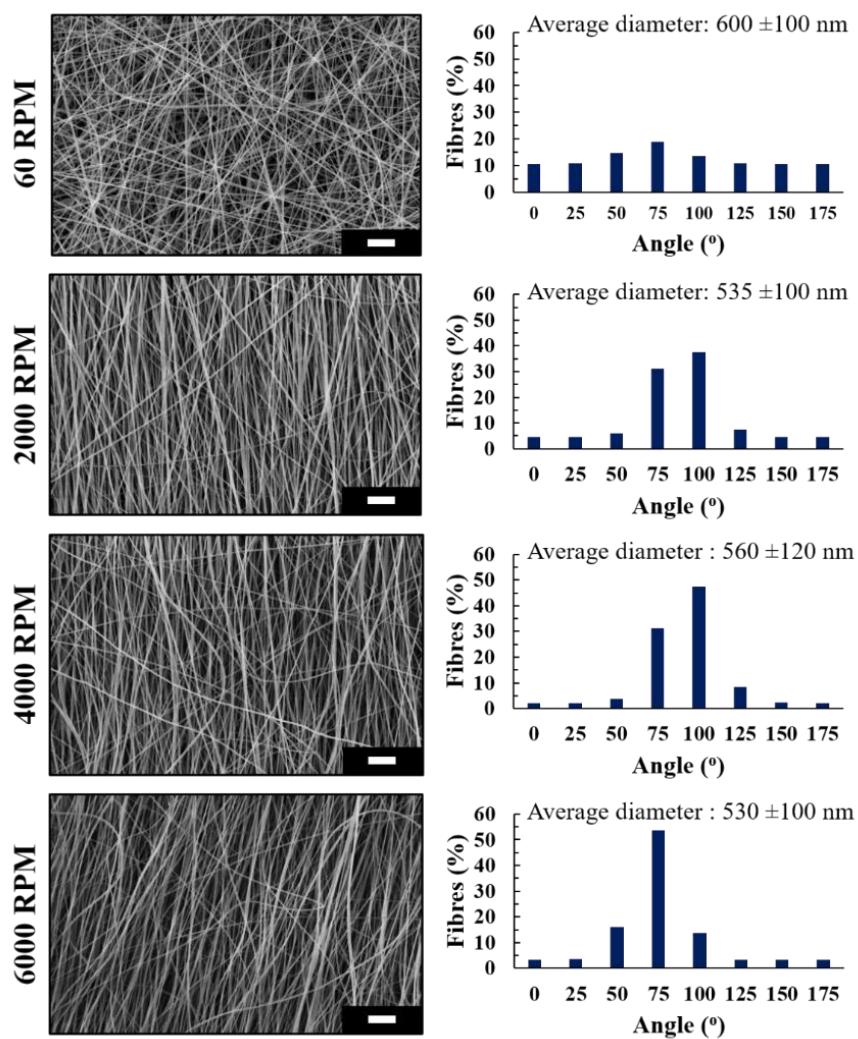 60 RPM
Average diameter: 600 ±100 nm
Fibres (%)
60
50
40
30
20
10
0
0 25 50 75 100 125 150 175
Angle (º)
2000 RPM
Average diameter: 535 ±100 nm
Fibres (%)
60
50
40
30
20
10
0
0 25 50 75 100 125 150 175
Angle (º)
4000 RPM
Average diameter : 560 ±120 nm
Fibres (%)
60
50
40
30
20
10
0
0 25 50 75 100 125 150 175
Angle (º)
6000 RPM
Average diameter : 530 ±100 nm
Fibres (%)
60
50
40
30
20
10
0
0 25 50 75 100 125 150 175
Angle (º)